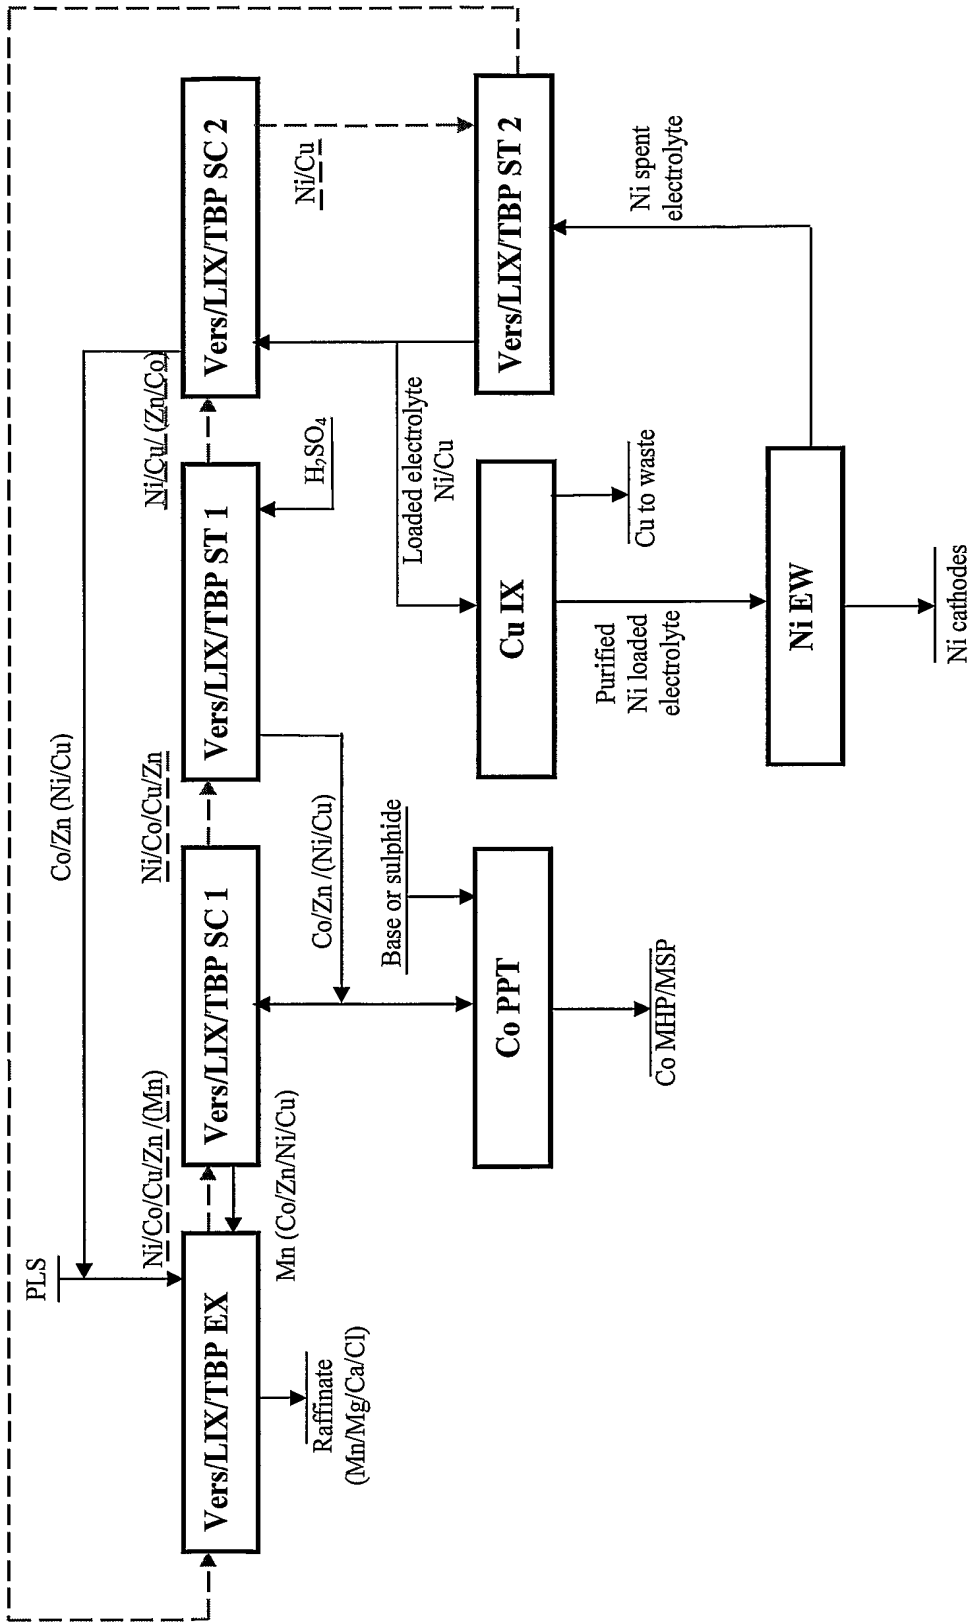 Co/Zn (Ni/Cu)
PLS
Ni/Co/Cu/Zn /(Mn)
Ni/Co/Cu/Zn
Ni/Cu/ (Zn/Co)
Vers/LIX/TBP EX
Vers/LIX/TBP SC 1
Vers/LIX/TBP ST 1
Vers/LIX/TBP SC 2
Mn (Co/Zn/Ni/Cu)
Raffinate
(Mn/Mg/Ca/Cl)
Co/Zn /(Ni/Cu)
H₂SO₄
Ni/Cu
Base or sulphide
Loaded electrolyte
Ni/Cu
Co PPT
Cu IX
Vers/LIX/TBP ST 2
Co MHP/MSP
Purified
Ni loaded
electrolyte
Cu to waste
Ni spent
electrolyte
Ni EW
Ni cathodes